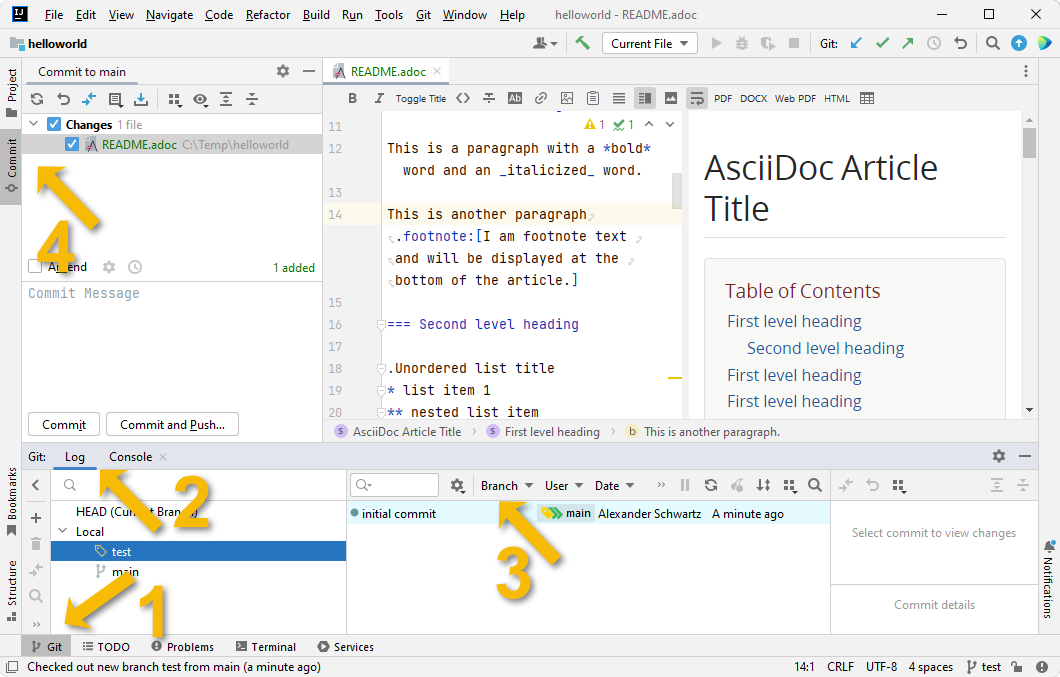 File Edit View Navigate Code Refactor Build Run Tools Git Window Help helloworld - README.adoc
helloworld Current File Git:
Project
Commit
Bookmarks
Structure
Commit to main
Changes 1 file
README.adoc C:\Temp\helloworld
4
1 added
Commit Message
Commit Commit and Push...
README.adoc
B I Toggle Title Ab PDF DOCX Web PDF HTML
1 1
11
12 This is a paragraph with a *bold*
word and an _italicized_ word.
13
14 This is another paragraph
.footnote:[I am footnote text
and will be displayed at the
bottom of the article.]
15
16 === Second level heading
17
18 .Unordered list title
19 * list item 1
20 ** nested list item
S AsciiDoc Article Title S First level heading b This is another paragraph.
AsciiDoc Article
Title
Table of Contents
First level heading
Second level heading
First level heading
First level heading
Git: Log Console
2
HEAD (Current Branch)
Local
test
main
1
Branch User Date
initial commit main Alexander Schwartz A minute ago
3
Select commit to view changes
Commit details
Notifications
Git TODO Problems Terminal Services
Checked out new branch test from main (a minute ago) 14:1 CRLF UTF-8 4 spaces test